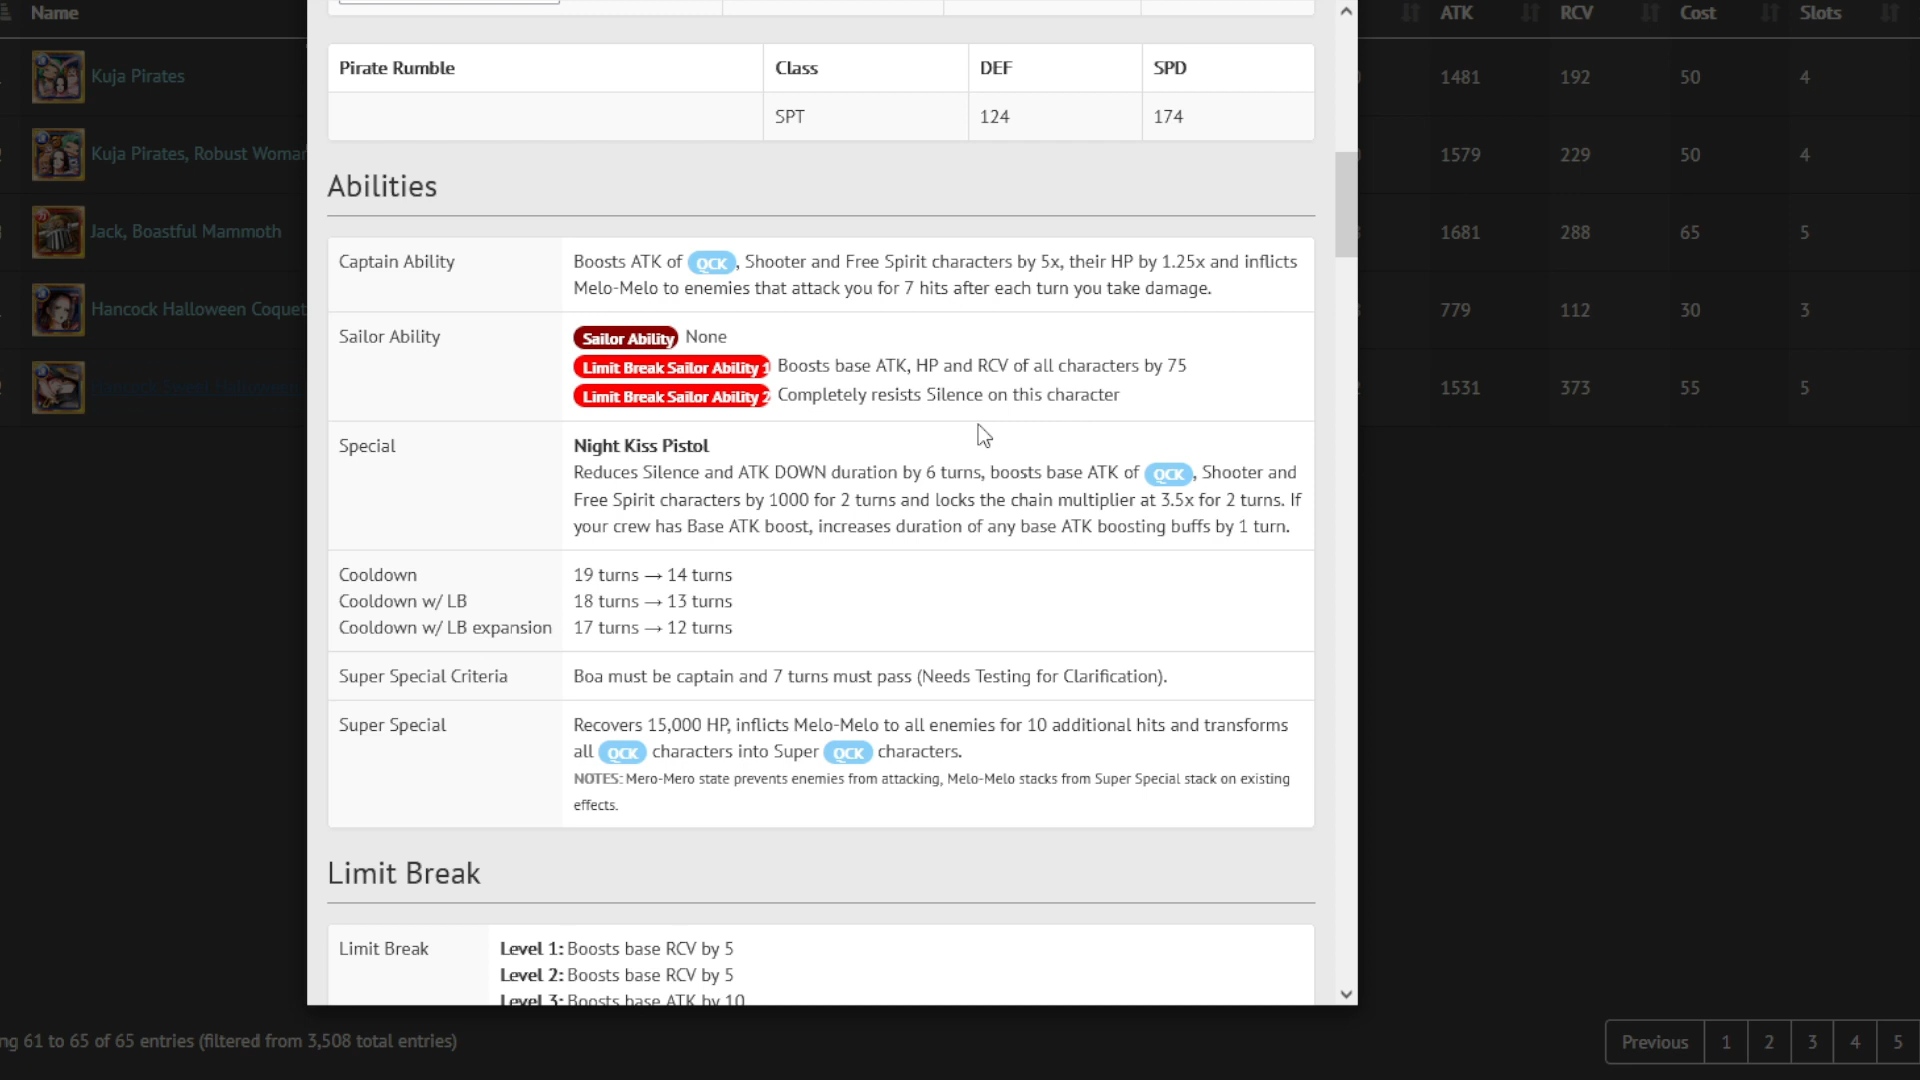 Name
ATK
RCV
Cost
Slots
Kuja Pirates
1481
192
50
4
Kuja Pirates, Robust Woman
1579
229
50
4
Jack, Boastful Mammoth
1681
288
65
5
Hancock Halloween Coquet
779
112
30
3
1531
373
55
5
Pirate Rumble
Class
DEF
SPD
SPT
124
174
Abilities
Captain Ability
Boosts ATK of QCK, Shooter and Free Spirit characters by 5x, their HP by 1.25x and inflicts
Melo-Melo to enemies that attack you for 7 hits after each turn you take damage.
Sailor Ability
Sailor Ability None
Limit Break Sailor Ability 1 Boosts base ATK, HP and RCV of all characters by 75
Limit Break Sailor Ability 2 Completely resists Silence on this character
Special
Night Kiss Pistol
Reduces Silence and ATK DOWN duration by 6 turns, boosts base ATK of QCK, Shooter and
Free Spirit characters by 1000 for 2 turns and locks the chain multiplier at 3.5x for 2 turns. If
your crew has Base ATK boost, increases duration of any base ATK boosting buffs by 1 turn.
Cooldown
19 turns → 14 turns
Cooldown w/ LB
18 turns → 13 turns
Cooldown w/ LB expansion
17 turns → 12 turns
Super Special Criteria
Boa must be captain and 7 turns must pass (Needs Testing for Clarification).
Super Special
Recovers 15,000 HP, inflicts Melo-Melo to all enemies for 10 additional hits and transforms
all QCK characters into Super QCK characters.
NOTES: Mero-Mero state prevents enemies from attacking, Melo-Melo stacks from Super Special stack on existing
effects.
Limit Break
Limit Break
Level 1: Boosts base RCV by 5
Level 2: Boosts base RCV by 5
Level 3: Boosts base ATK by 10
ng 61 to 65 of 65 entries (filtered from 3,508 total entries)
Previous
1
2
3
4
5